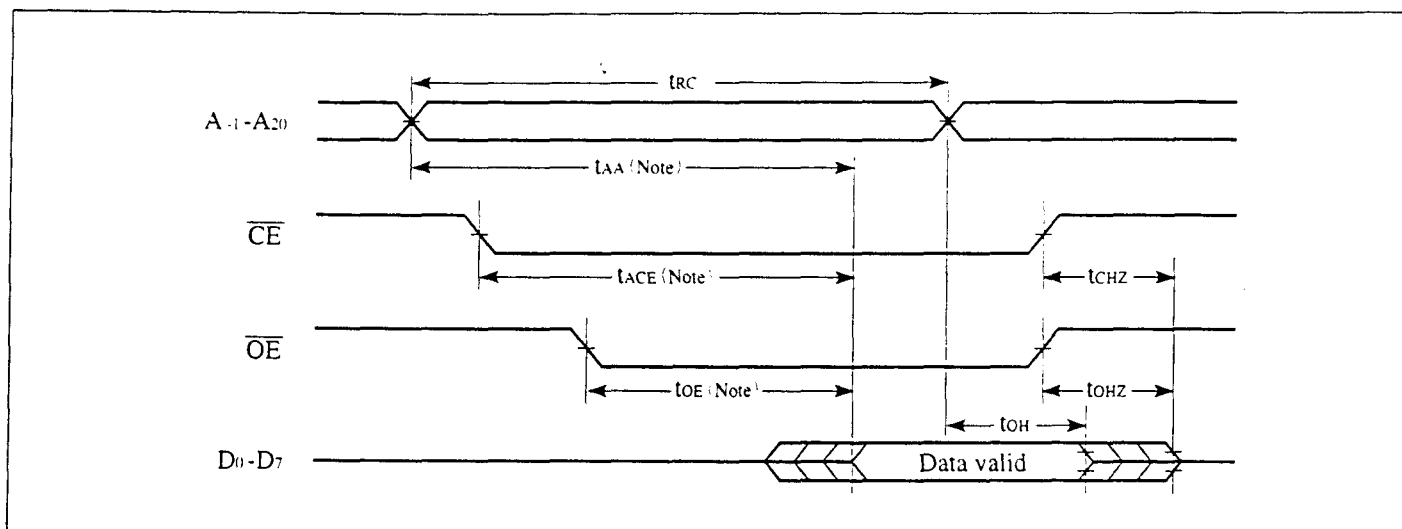 tRC
A-1-A20
tAA (Note)
CE
tACE (Note)
tCHZ
OE
tOE (Note)
tOHZ
tOH
D0-D7
Data valid